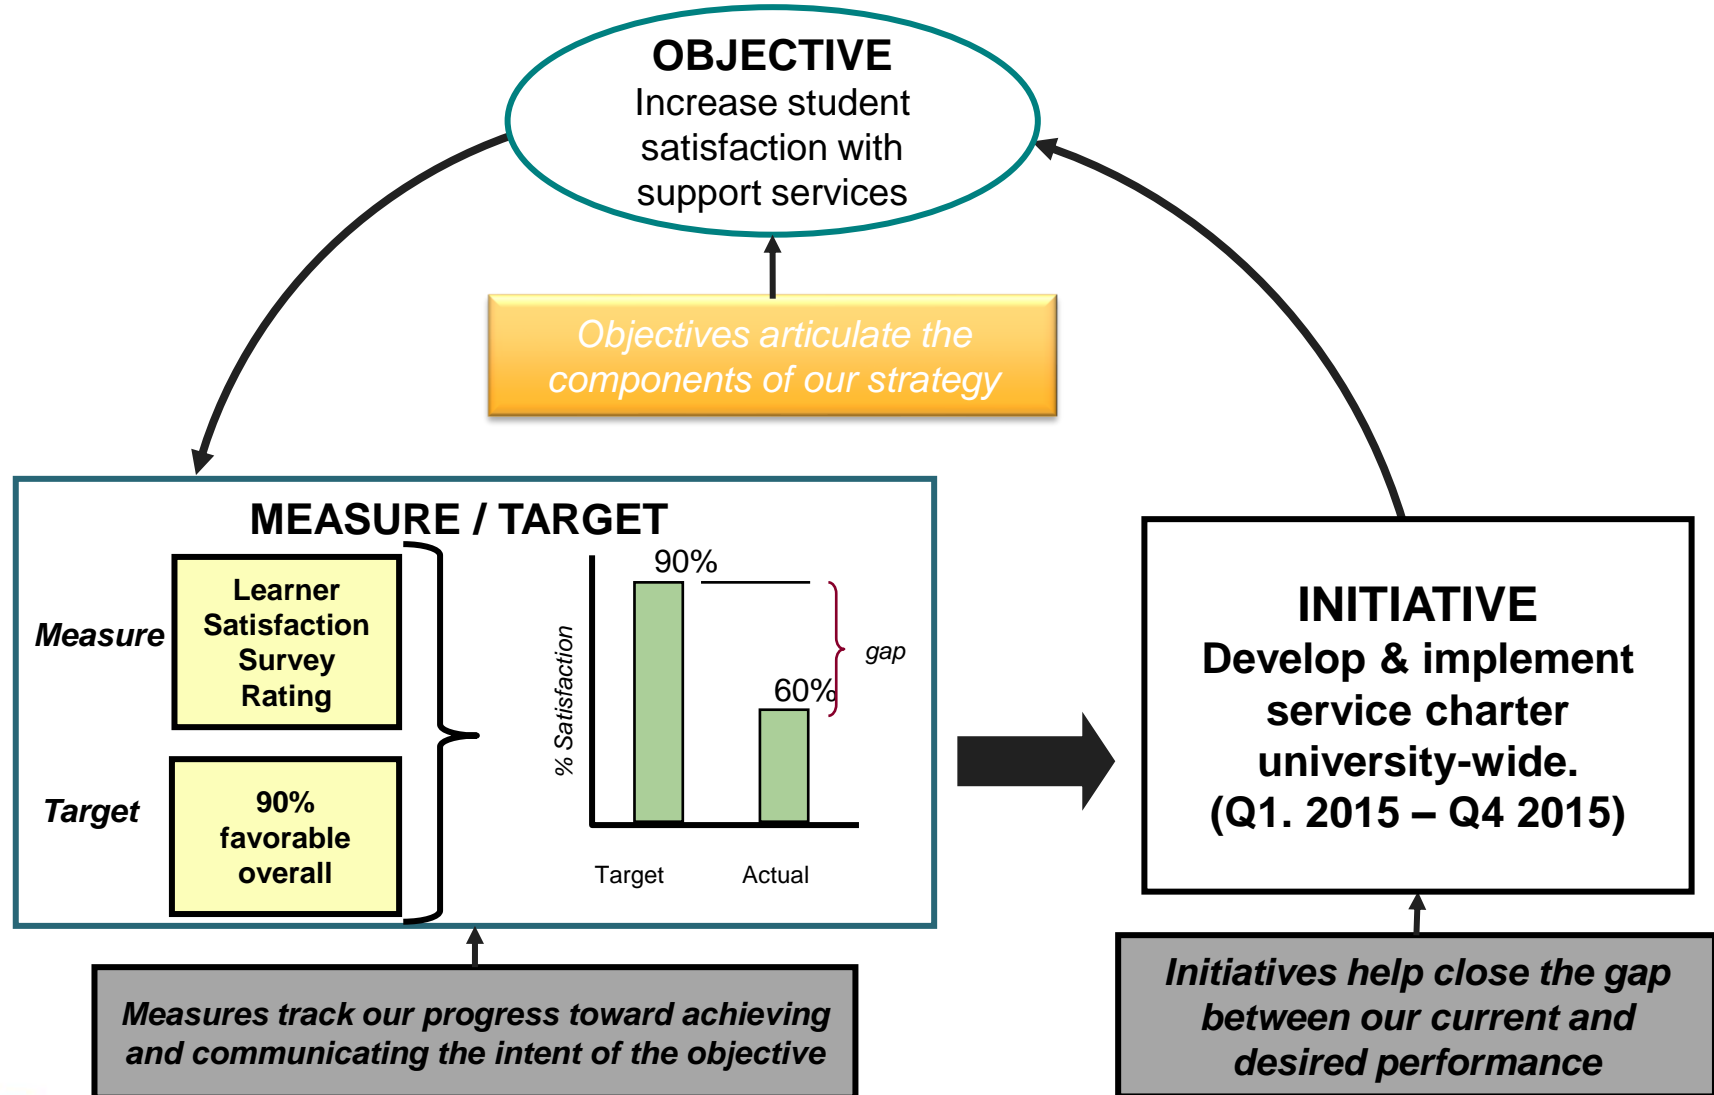 OBJECTIVE
Increase student
satisfaction with
support services
Objectives articulate the
components of our strategy
MEASURE / TARGET
Measure
Learner
Satisfaction
Survey
Rating
Target
90%
favorable
overall
% Satisfaction
90%
60%
gap
Target
Actual
INITIATIVE
Develop & implement
service charter
university-wide.
(Q1. 2015 – Q4 2015)
Measures track our progress toward achieving
and communicating the intent of the objective
Initiatives help close the gap
between our current and
desired performance